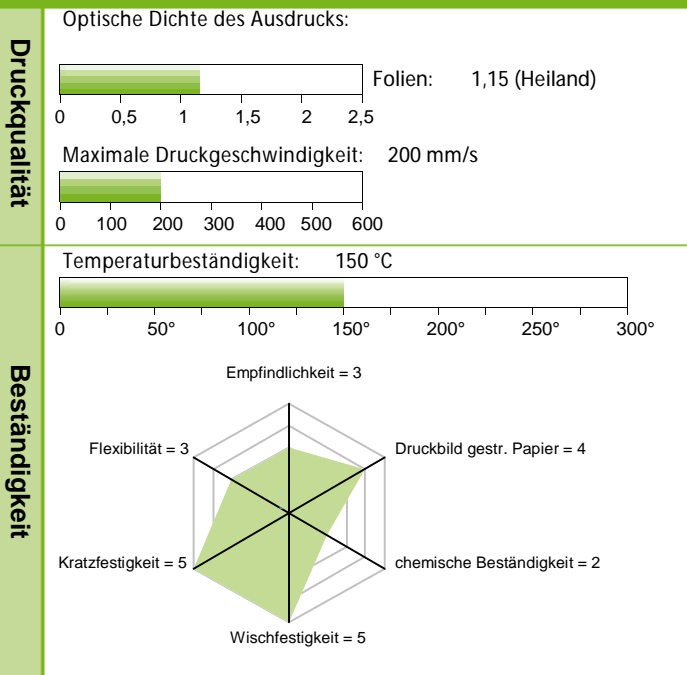 Druckqualität
Optische Dichte des Ausdrucks:
Folien: 1,15 (Heiland)
0 0,5 1 1,5 2 2,5
Maximale Druckgeschwindigkeit: 200 mm/s
0 100 200 300 400 500 600
Beständigkeit
Temperaturbeständigkeit: 150 °C
0 50° 100° 150° 200° 250° 300°
Empfindlichkeit = 3
Flexibilität = 3
Druckbild gestr. Papier = 4
Kratzfestigkeit = 5
chemische Beständigkeit = 2
Wischfestigkeit = 5